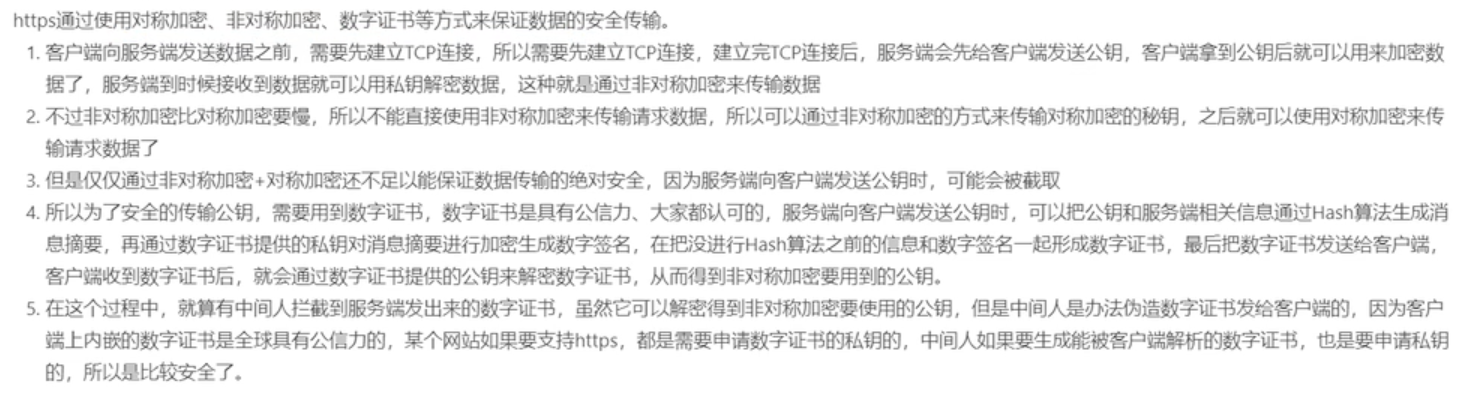 https通过使用对称加密、非对称加密、数字证书等方式来保证数据的安全传输。
1. 客户端向服务端发送数据之前，需要先建立TCP连接，所以需要先建立TCP连接，建立完TCP连接后，服务端会先给客户端发送公钥，客户端拿到公钥后就可以用来加密数
据了，服务端到时候接收到数据就可以用私钥解密数据，这种就是通过非对称加密来传输数据
2. 不过非对称加密比对称加密要慢，所以不能直接使用非对称加密来传输请求数据，所以可以通过非对称加密的方式来传输对称加密的秘钥，之后就可以使用对称加密来传
输请求数据了
3. 但是仅仅通过非对称加密+对称加密还不足以能保证数据传输的绝对安全，因为服务端向客户端发送公钥时，可能会被截取
4. 所以为了安全的传输公钥，需要用到数字证书，数字证书是具有公信力、大家都认可的，服务端向客户端发送公钥时，可以把公钥和服务端相关信息通过Hash算法生成消
息摘要，再通过数字证书提供的私钥对消息摘要进行加密生成数字签名，在把没进行Hash算法之前的信息和数字签名一起形成数字证书，最后把数字证书发送给客户端，
客户端收到数字证书后，就会通过数字证书提供的公钥来解密数字证书，从而得到非对称加密要用到的公钥。
5. 在这个过程中，就算有中间人拦截到服务端发出来的数字证书，虽然它可以解密得到非对称加密要使用的公钥，但是中间人是办法伪造数字证书发给客户端的，因为客户
端上内嵌的数字证书是全球具有公信力的，某个网站如果要支持https，都是需要申请数字证书的私钥的，中间人如果要生成能被客户端解析的数字证书，也是要申请私钥
的，所以是比较安全了。